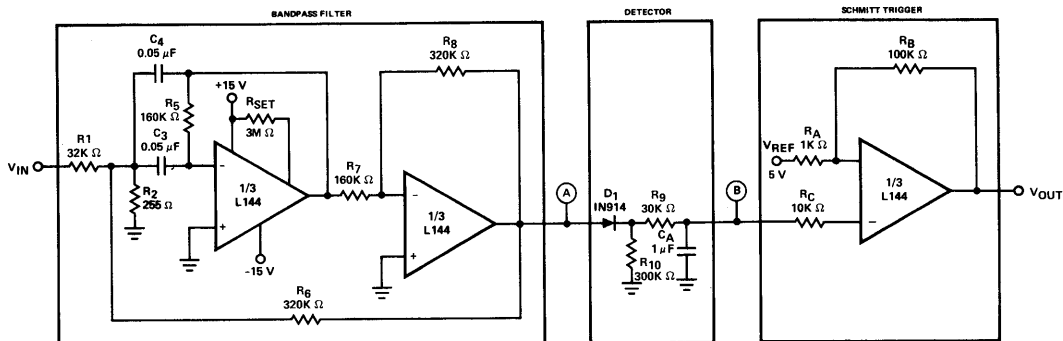 BANDPASS FILTER
DETECTOR
SCHMITT TRIGGER
C4
0.05 µF
R8
320K Ω
RB
100K Ω
+15 V
R5
160K Ω
RSET
3M Ω
C3
0.05 µF
R1
32K Ω
VIN
R2
255 Ω
1/3
L144
−
+
-15 V
R7
160K Ω
1/3
L144
−
+
R6
320K Ω
A
D1
IN914
R9
30K Ω
CA
1 µF
R10
300K Ω
B
VREF
5 V
RA
1K Ω
RC
10K Ω
+
−
1/3
L144
VOUT